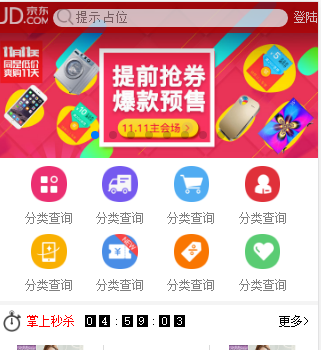 JD.京东 提示占位 登陆
.COM
11月11天
同是低价
爽购11天
提前抢券
爆款预售
11.11主会场 >
分类查询 分类查询 分类查询 分类查询
分类查询 分类查询 分类查询 分类查询
掌上秒杀 04:59:03 更多>